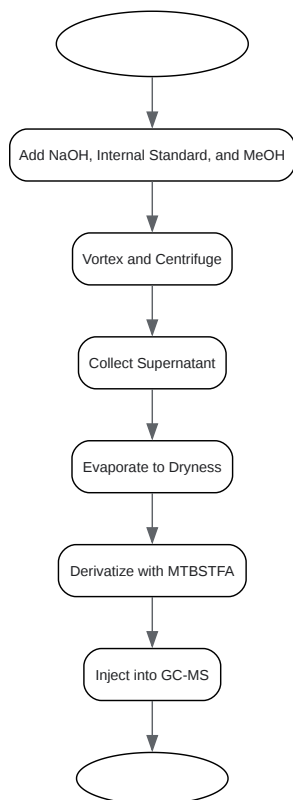 Add NaOH, Internal Standard, and MeOH
Vortex and Centrifuge
Collect Supernatant
Evaporate to Dryness
Derivatize with MTBSTFA
Inject into GC-MS